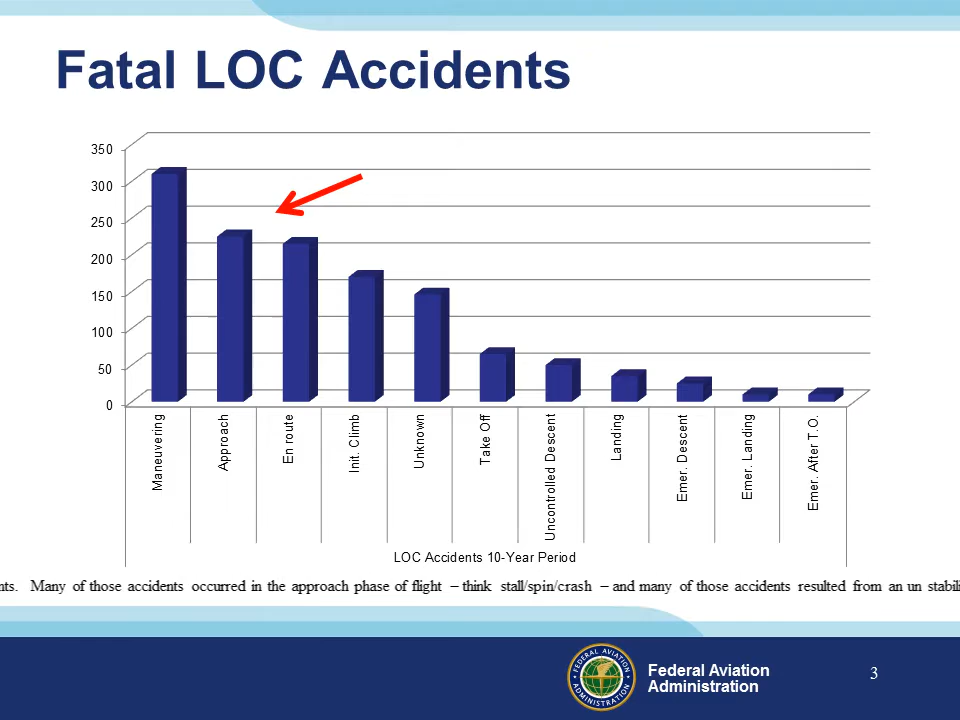 Fatal LOC Accidents
350
300
250
200
150
100
50
0
Maneuvering
Approach
En route
Init. Climb
Unknown
Take Off
Uncontrolled Descent
Landing
Emer. Descent
Emer. Landing
Emer. After T.O.
LOC Accidents 10-Year Period
Many of those accidents occurred in the approach phase of flight – think stall/spin/crash – and many of those accidents resulted from an un
FEDERAL AVIATION
ADMINISTRATION
Federal Aviation
Administration
3